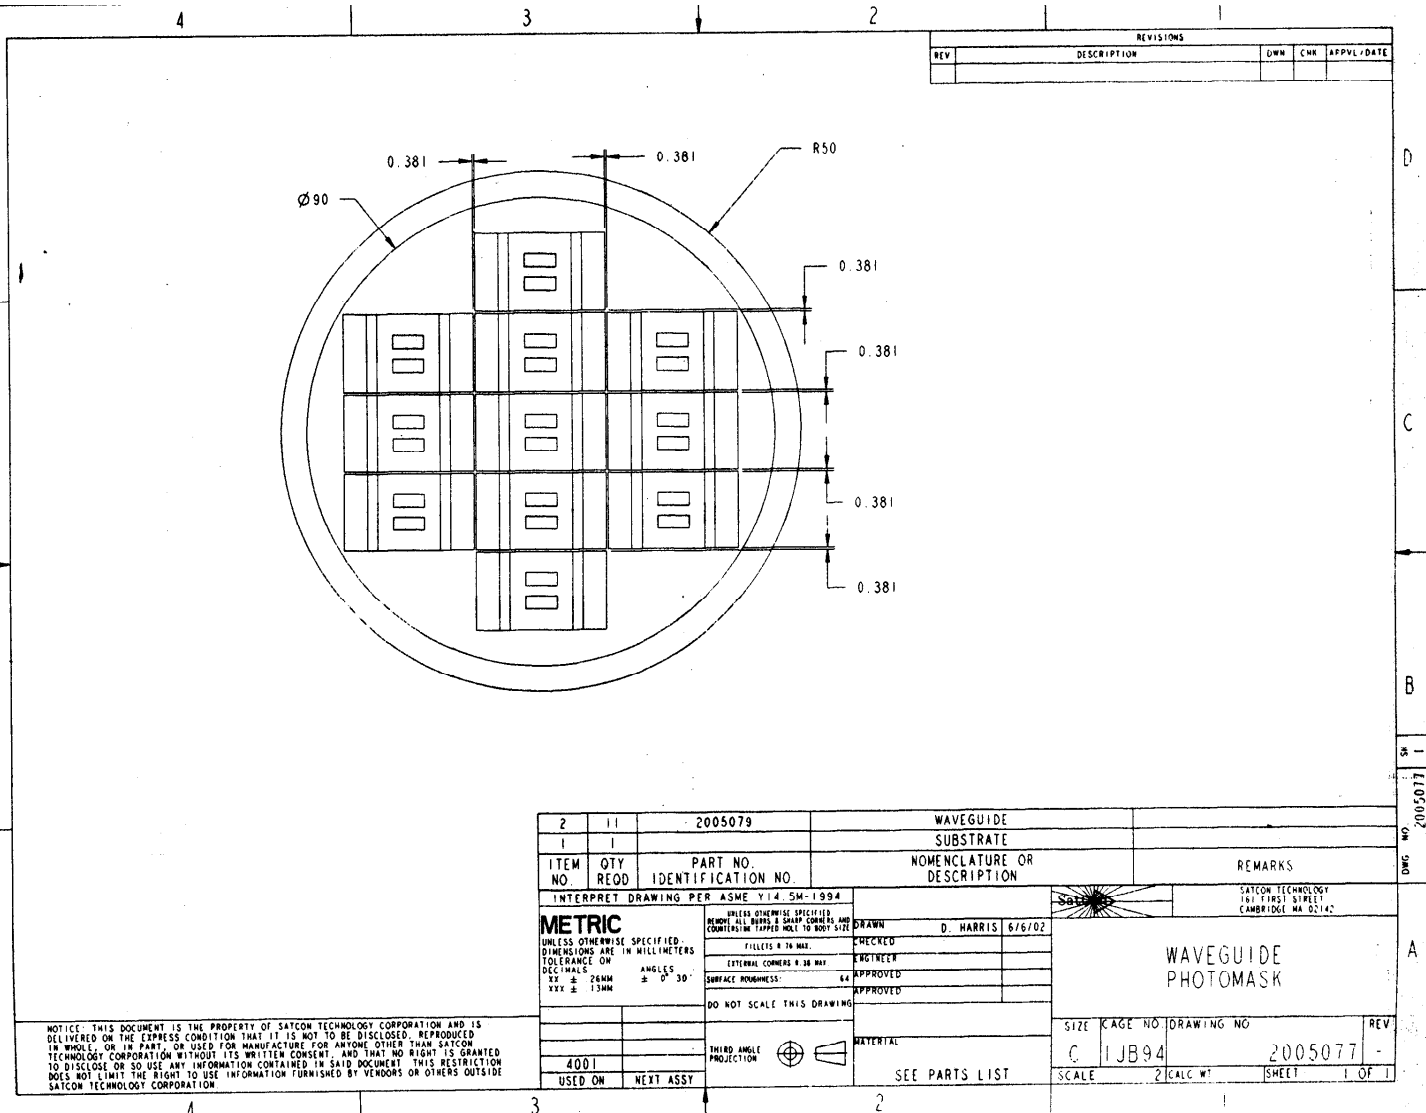 4 3 2 1
REVISIONS
REV DESCRIPTION DWN CHK APPVL/DATE
D
0.381 0.381 R50
Ø90
0.381
0.381
C
0.381
0.381
B
SH 1
DWG NO 2005077
2 11 2005079 WAVEGUIDE
1 1 SUBSTRATE
ITEM NO. QTY REQD PART NO. IDENTIFICATION NO. NOMENCLATURE OR DESCRIPTION REMARKS
INTERPRET DRAWING PER ASME Y14.5M-1994
METRIC
UNLESS OTHERWISE SPECIFIED
DIMENSIONS ARE IN MILLIMETERS
TOLERANCE ON
DECIMALS ANGLES
XX ± 26MM ± 0° 30'
XXX ± 13MM
UNLESS OTHERWISE SPECIFIED
REMOVE ALL BURRS & SHARP CORNERS AND
COUNTERSINK TAPPED HOLE TO BODY SIZE
FILLETS R 76 MAX.
EXTERNAL CORNERS R.38 MAX
SURFACE ROUGHNESS: 64
DO NOT SCALE THIS DRAWING
THIRD ANGLE
PROJECTION
DRAWN D. HARRIS 6/6/02
CHECKED
ENGINEER
APPROVED
APPROVED
MATERIAL
SEE PARTS LIST
SATCON TECHNOLOGY
161 FIRST STREET
CAMBRIDGE MA 02142
A
WAVEGUIDE
PHOTOMASK
SIZE CAGE NO. DRAWING NO REV
C 1JB94 2005077 -
SCALE 2 CALC WT SHEET 1 OF 1
4001
USED ON NEXT ASSY
NOTICE: THIS DOCUMENT IS THE PROPERTY OF SATCON TECHNOLOGY CORPORATION AND IS
DELIVERED ON THE EXPRESS CONDITION THAT IT IS NOT TO BE DISCLOSED, REPRODUCED
IN WHOLE, OR IN PART, OR USED FOR MANUFACTURE FOR ANYONE OTHER THAN SATCON
TECHNOLOGY CORPORATION WITHOUT ITS WRITTEN CONSENT, AND THAT NO RIGHT IS GRANTED
TO DISCLOSE OR SO USE ANY INFORMATION CONTAINED IN SAID DOCUMENT THIS RESTRICTION
DOES NOT LIMIT THE RIGHT TO USE INFORMATION FURNISHED BY VENDORS OR OTHERS OUTSIDE
SATCON TECHNOLOGY CORPORATION
4 3 2 1